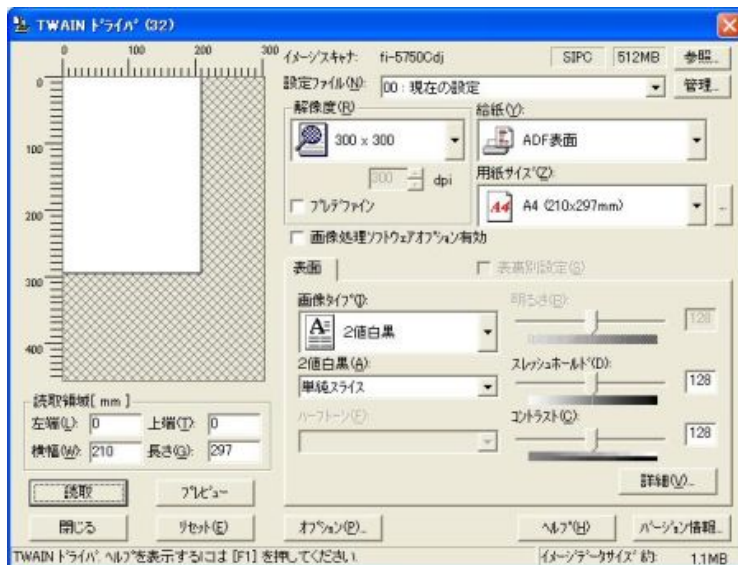 TWAIN ﾄﾞﾗｲﾊﾞ (32)
0 100 200 300
0
100
200
300
400
ｲﾒｰｼﾞｽｷｬﾅ: fi-5750Cdj SIPC 512MB 参照...
設定ﾌｧｲﾙ(N): 00 : 現在の設定 管理...
解像度(R)
300 x 300
300 dpi
ﾌﾟﾘﾃﾞﾌｧｲﾝ
給紙(Y):
ADF表面
用紙ｻｲｽﾞ(Z):
A4 A4 (210x297mm) ...
画像処理ｿﾌﾄｳｪｱｵﾌﾟｼｮﾝ有効
表面 表裏別設定(S)
画像ﾀｲﾌﾟ(I):
2値白黒
2値白黒(A):
単純ｽﾗｲｽ
ﾊｰﾌﾄｰﾝ(F):
明るさ(B):
128
ｽﾚｯｼｭﾎｰﾙﾄﾞ(D):
128
ｺﾝﾄﾗｽﾄ(C):
128
詳細(V)...
読取領域[ mm ]
左端(L): 0 上端(T): 0
横幅(W): 210 長さ(G): 297
読取 ﾌﾟﾚﾋﾞｭｰ
閉じる ﾘｾｯﾄ(E) ｵﾌﾟｼｮﾝ(P)... ﾍﾙﾌﾟ(H) ﾊﾞｰｼﾞｮﾝ情報...
TWAIN ﾄﾞﾗｲﾊﾞ, ﾍﾙﾌﾟを表示するには [F1] を押してください. ｲﾒｰｼﾞﾃﾞｰﾀｻｲｽﾞ 約: 1.1MB